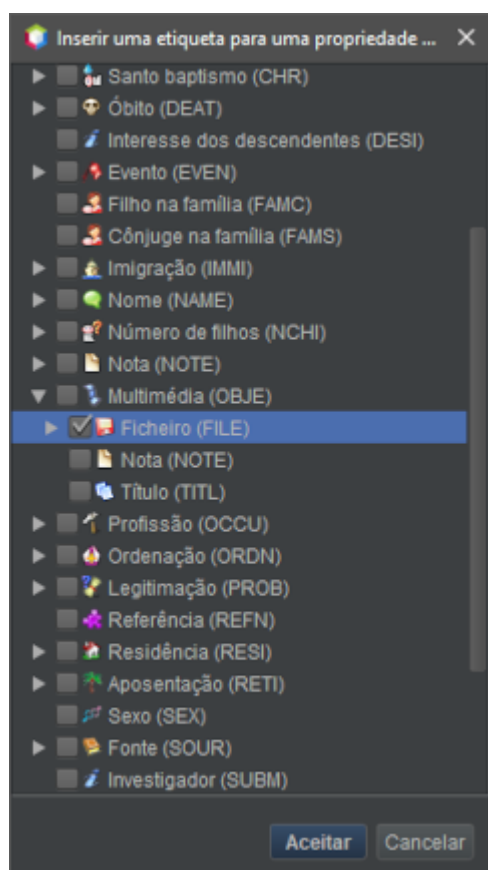 Inserir uma etiqueta para uma propriedade ...
Santo baptismo (CHR)
Óbito (DEAT)
Interesse dos descendentes (DESI)
Evento (EVEN)
Filho na família (FAMC)
Cônjuge na família (FAMS)
Imigração (IMMI)
Nome (NAME)
Número de filhos (NCHI)
Nota (NOTE)
Multimédia (OBJE)
Ficheiro (FILE)
Nota (NOTE)
Título (TITL)
Profissão (OCCU)
Ordenação (ORDN)
Legitimação (PROB)
Referência (REFN)
Residência (RESI)
Aposentação (RETI)
Sexo (SEX)
Fonte (SOUR)
Investigador (SUBM)
Aceitar Cancelar